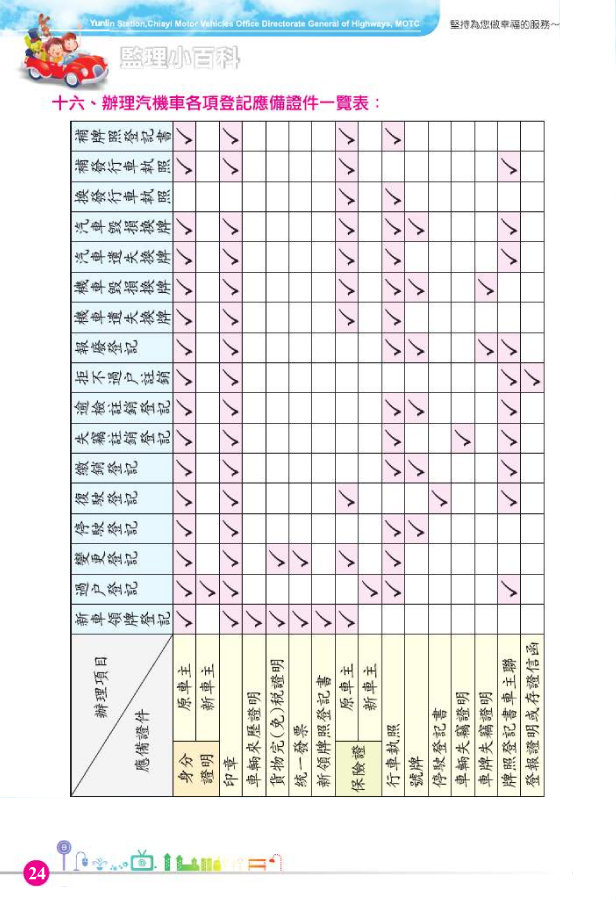 Yunlin Station,Chiayi Motor Vehicles Office Directorate General of Highways, MOTC
堅持為您做幸福的服務～
監理小百科
十六、辦理汽機車各項登記應備證件一覽表：
補牌照登記書
補發行車執照
換發行車執照
汽車毀損換牌
汽車遺失換牌
機車毀損換牌
機車遺失換牌
報廢登記
拒不過戶註銷
逾檢註銷登記
失竊註銷登記
繳銷登記
復駛登記
停駛登記
變更登記
過戶登記
新車領牌登記
辦理項目
應備證件
身分證明
原車主
新車主
印章
車輛來歷證明
貨物完(免)稅證明
統一發票
新領牌照登記書
保險證
原車主
新車主
行車執照
號牌
停駛登記書
車輛失竊證明
車牌失竊證明
牌照登記書車主聯
登報證明或存證信函
24